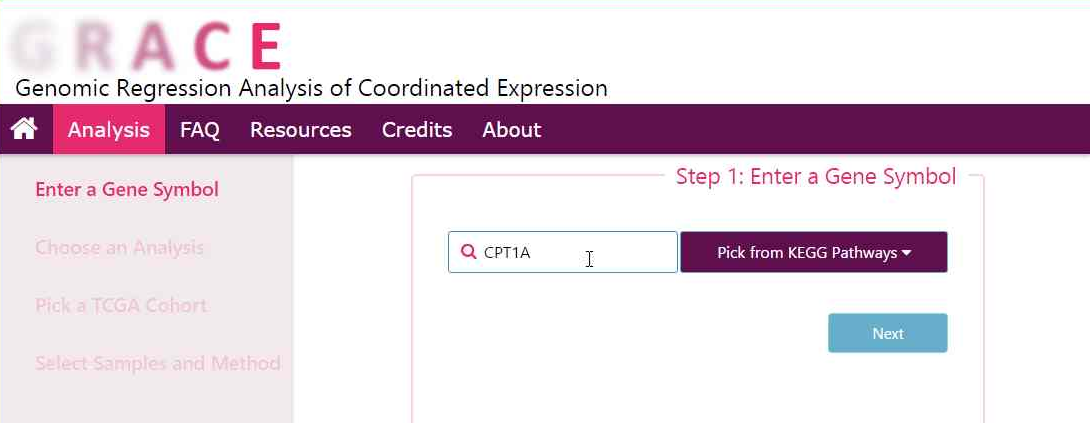 GRACE
Genomic Regression Analysis of Coordinated Expression
Analysis FAQ Resources Credits About
Enter a Gene Symbol
Choose an Analysis
Pick a TCGA Cohort
Select Samples and Method
Step 1: Enter a Gene Symbol
CPT1A
Pick from KEGG Pathways
Next